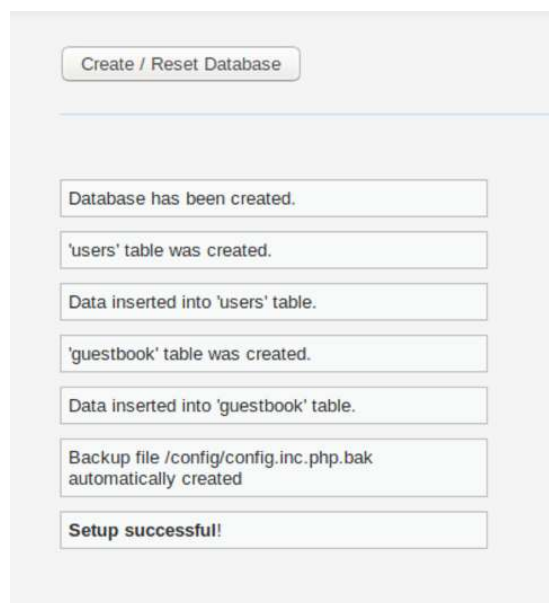 Create / Reset Database
Database has been created.
'users' table was created.
Data inserted into 'users' table.
'guestbook' table was created.
Data inserted into 'guestbook' table.
Backup file /config/config.inc.php.bak
automatically created
Setup successful!